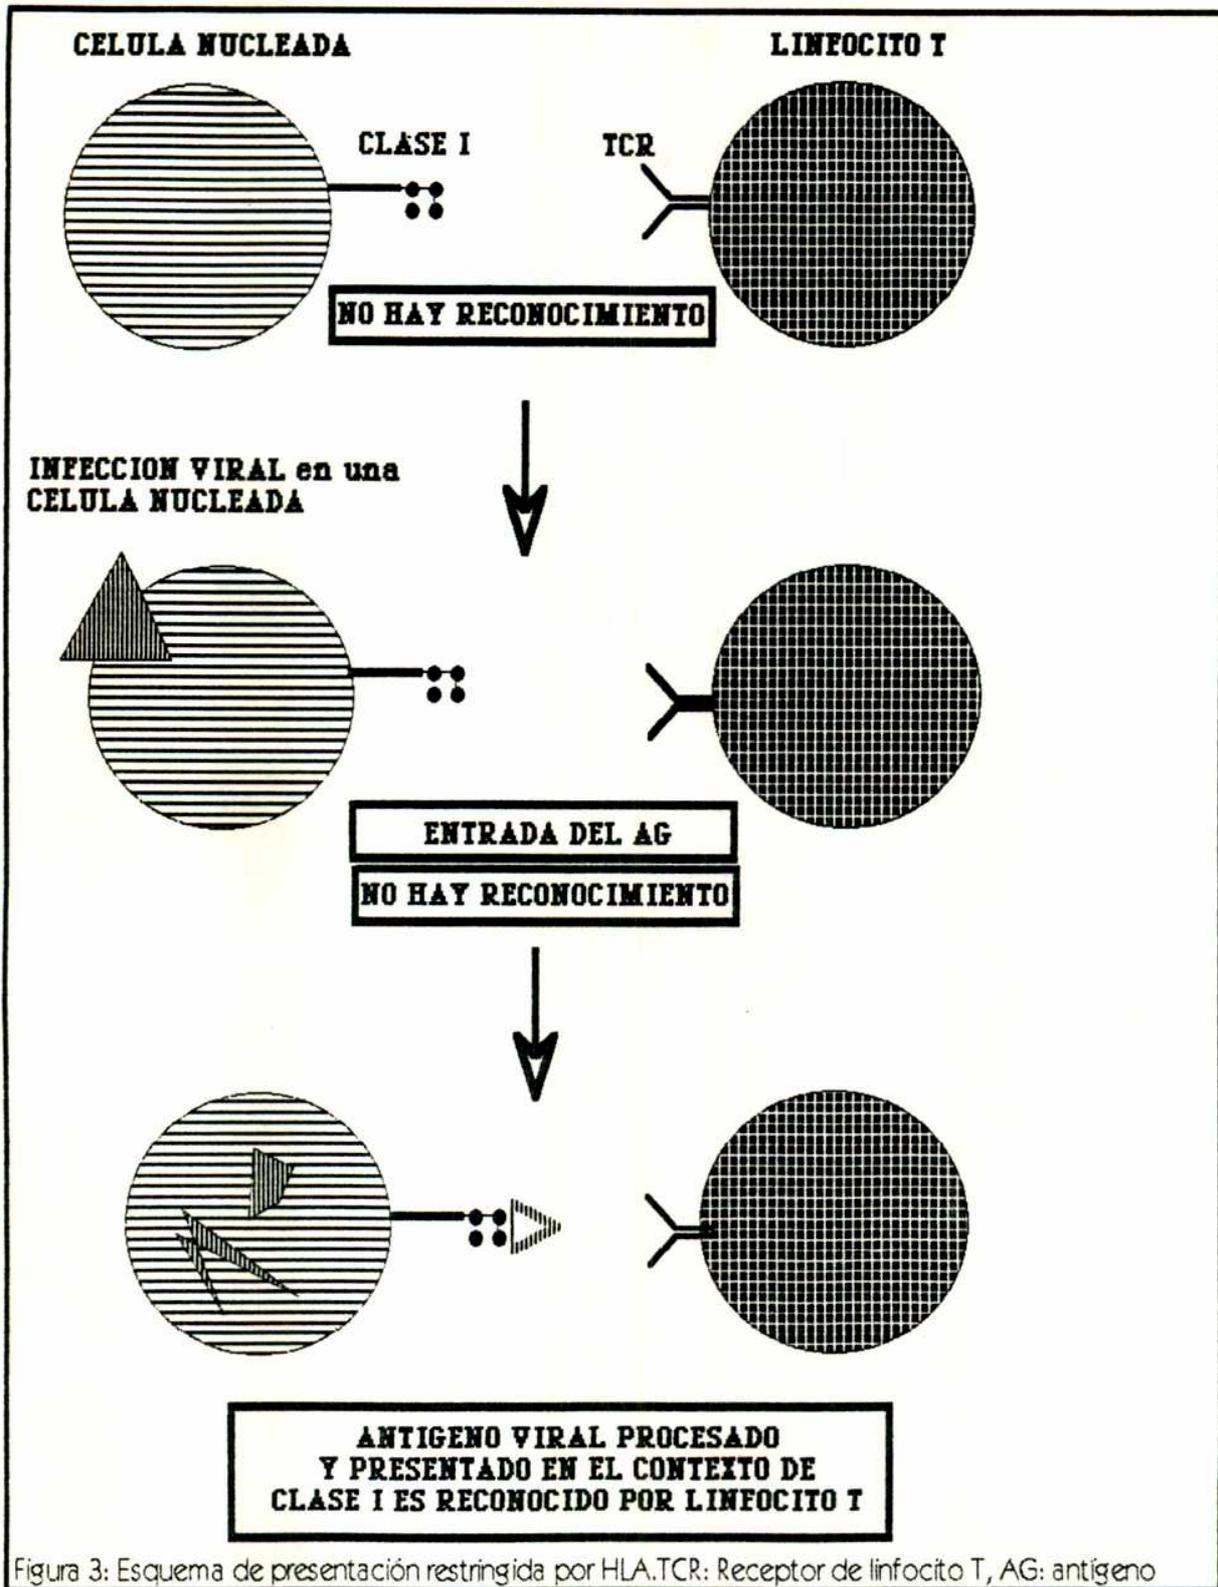 CELULA NUCLEADA
LINFOCITO T
CLASE I
TCR
NO HAY RECONOCIMIENTO
INFECCION VIRAL en una
CELULA NUCLEADA
ENTRADA DEL AG
NO HAY RECONOCIMIENTO
ANTIGENO VIRAL PROCESADO
Y PRESENTADO EN EL CONTEXTO DE
CLASE I ES RECONOCIDO POR LINFOCITO T
Figura 3: Esquema de presentación restringida por HLA.TCR: Receptor de linfocito T, AG: antígeno